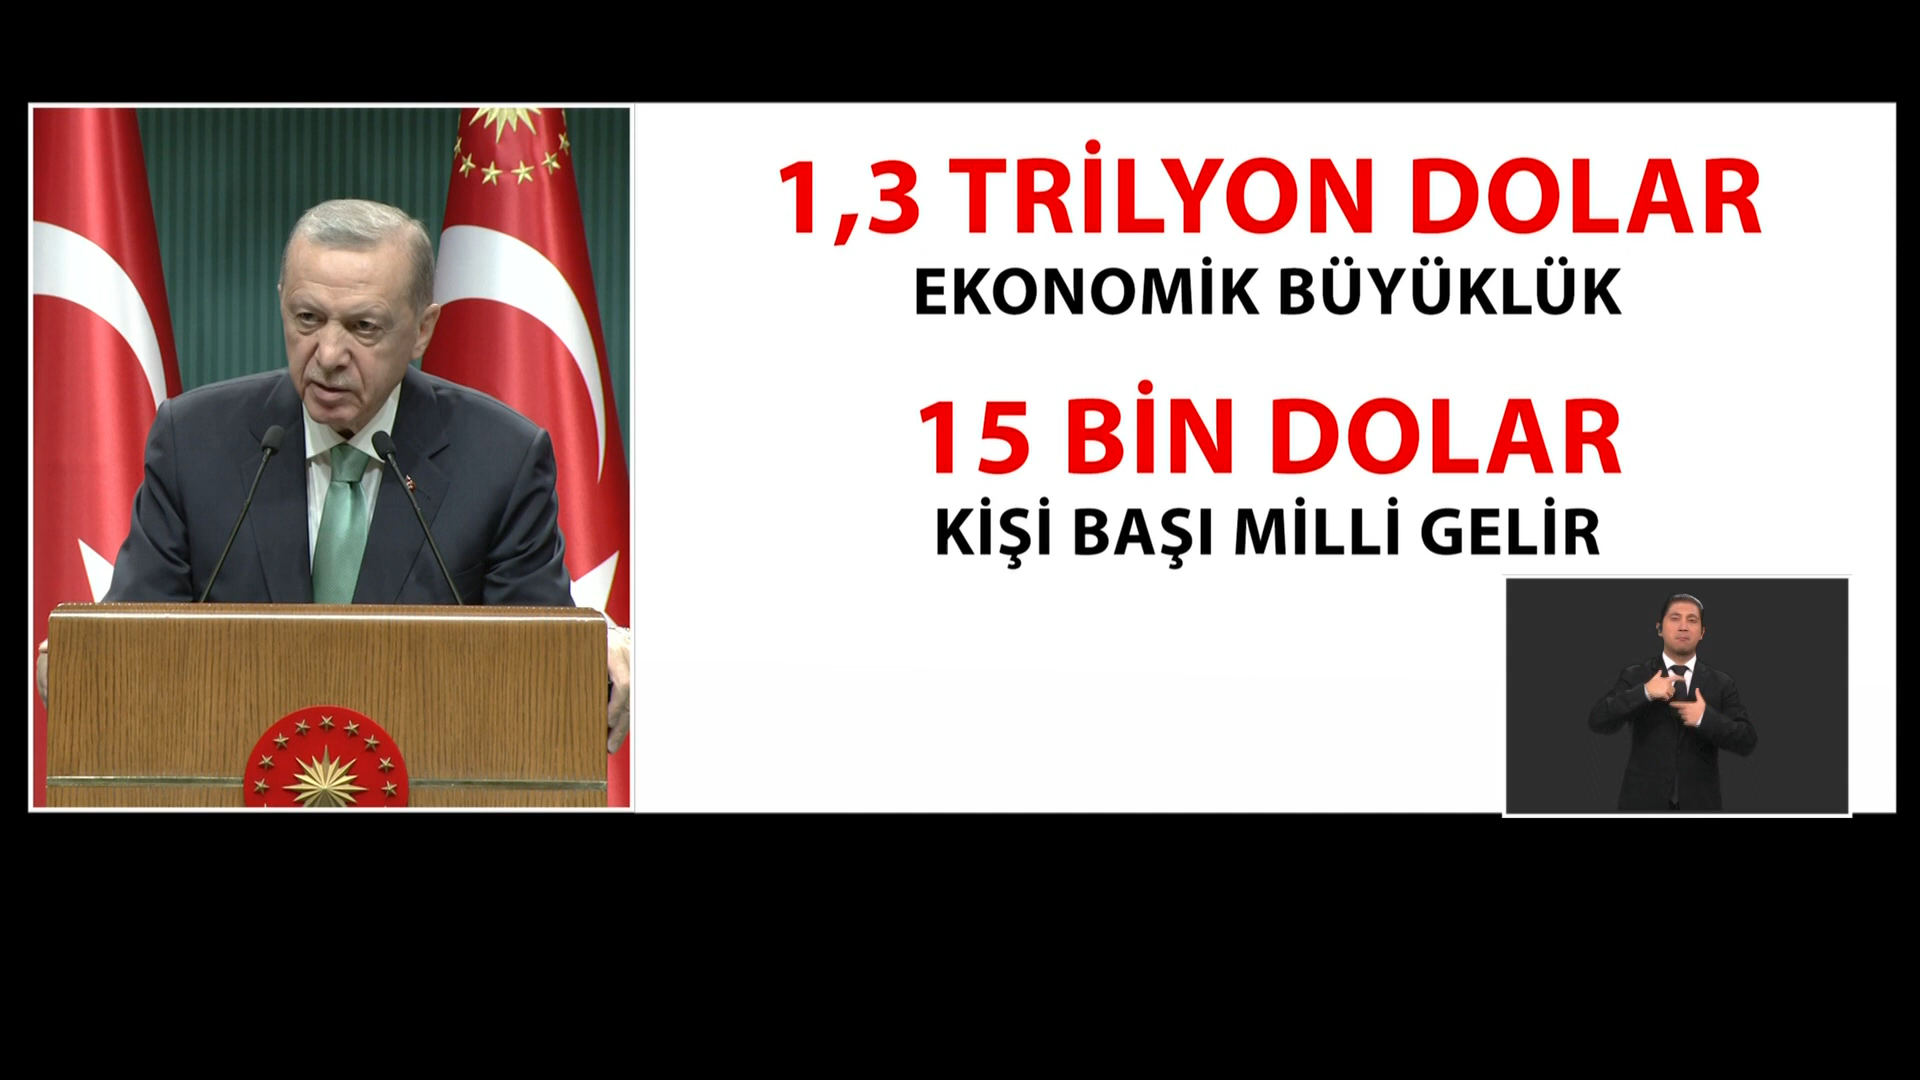 1,3 TRİLYON DOLAR
EKONOMİK BÜYÜKLÜK
15 BİN DOLAR
KİŞİ BAŞI MİLLİ GELİR